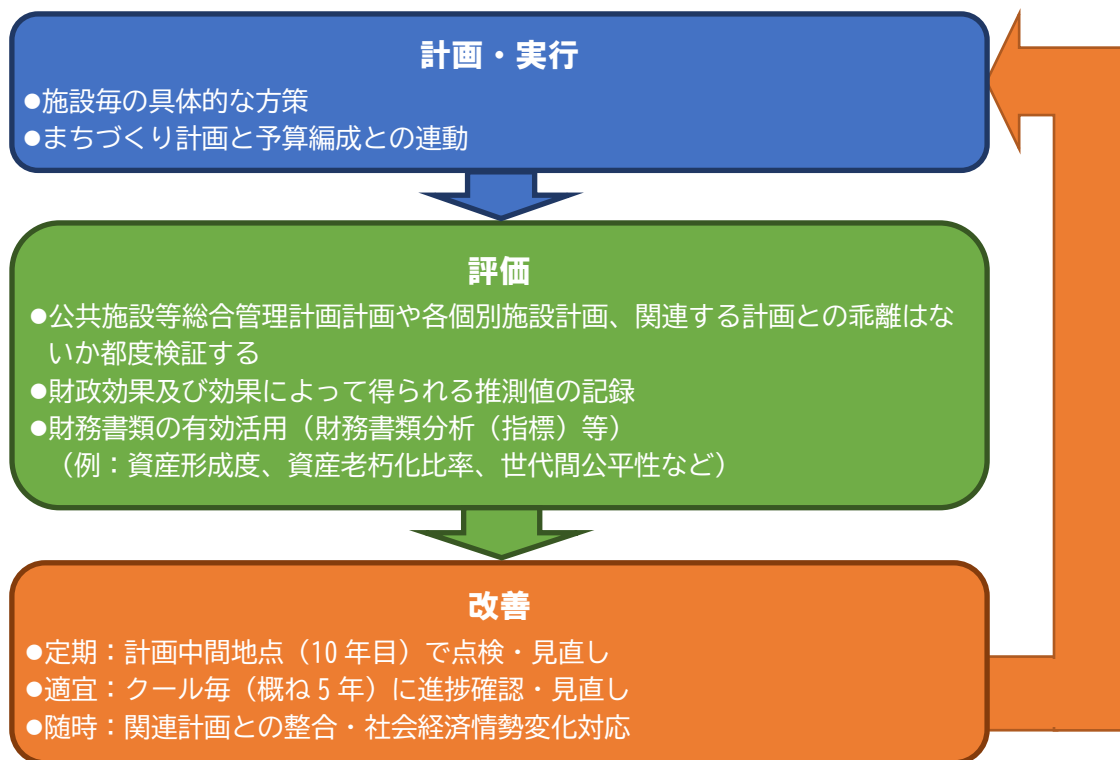 計画・実行
●施設毎の具体的な方策
●まちづくり計画と予算編成との連動
評価
●公共施設等総合管理計画計画や各個別施設計画、関連する計画との乖離はな
いか都度検証する
●財政効果及び効果によって得られる推測値の記録
●財務書類の有効活用（財務書類分析（指標）等）
（例：資産形成度、資産老朽化比率、世代間公平性など）
改善
●定期：計画中間地点（10年目）で点検・見直し
●適宜：クール毎（概ね5年）に進捗確認・見直し
●随時：関連計画との整合・社会経済情勢変化対応